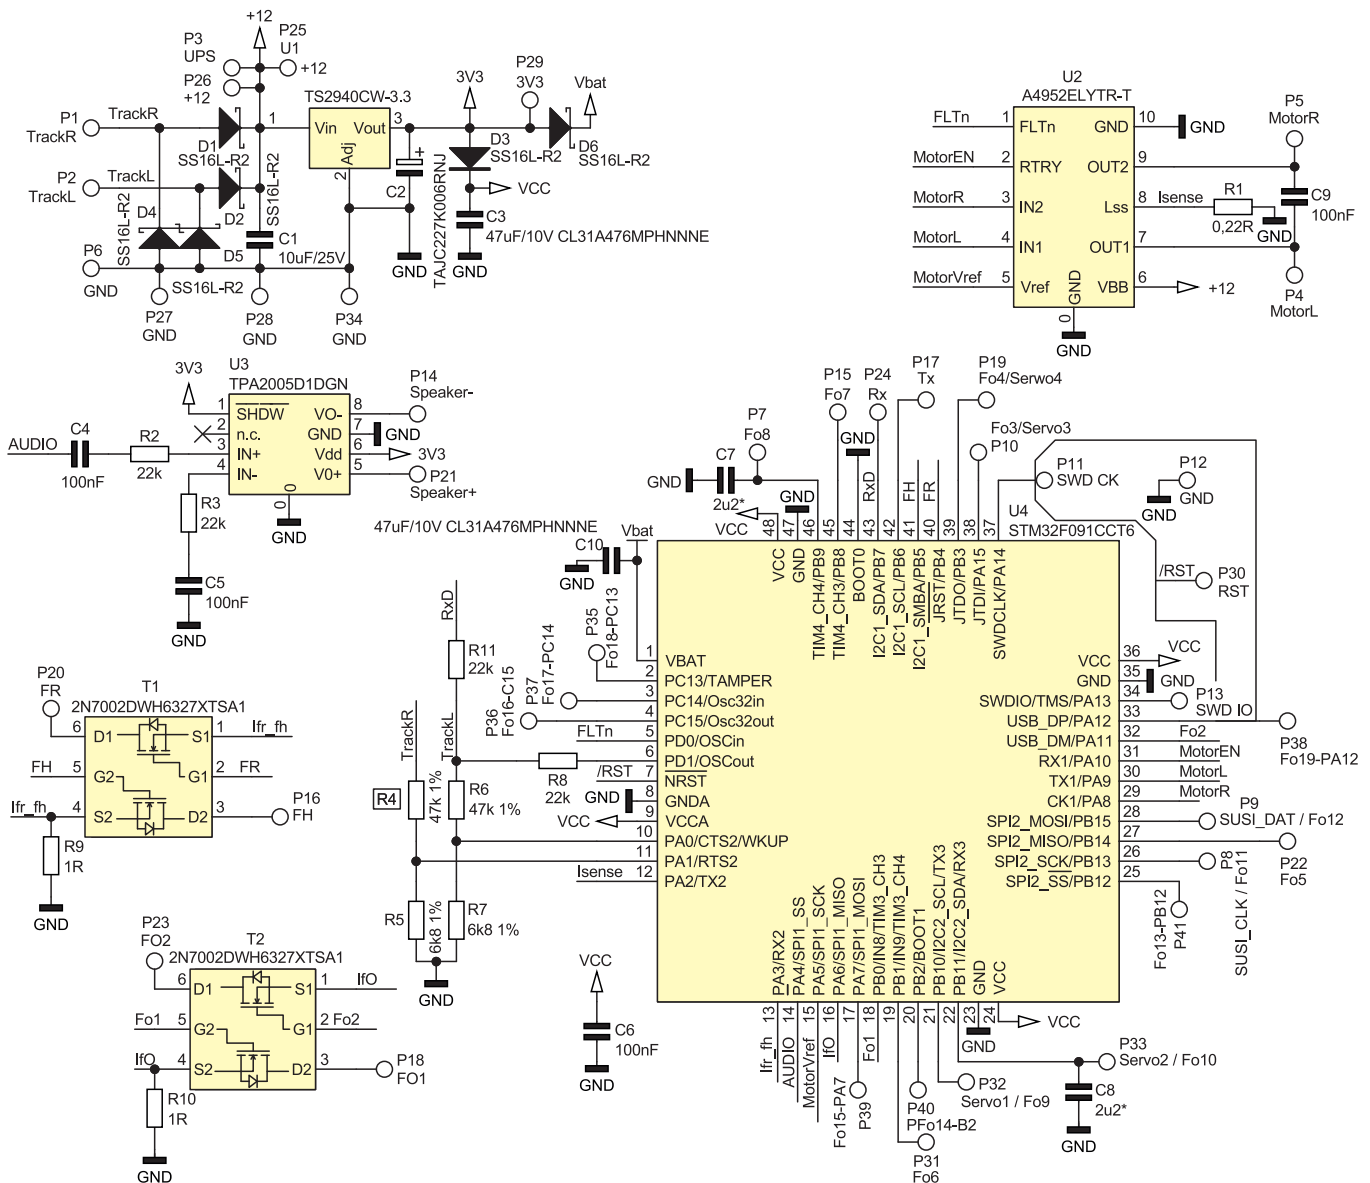 +12
P3
UPS
P25
U1
+12
P26
+12
P1
TrackR
TrackR
P2
TrackL
TrackL
D1
SS16L-R2
D2
SS16L-R2
D4
SS16L-R2
D5
SS16L-R2
C1
10uF/25V
P6
GND
P27
GND
P28
GND
P34
GND
TS2940CW-3.3
1
Vin
Vout
3
Adj
2
+
C2
TAJC227K006RNJ
GND
3V3
P29
3V3
Vbat
D3
SS16L-R2
D6
SS16L-R2
VCC
C3
47uF/10V CL31A476MPHNNNE
GND
U2
A4952ELYTR-T
FLTn
1
FLTn
MotorEN
2
RTRY
MotorR
3
IN2
MotorL
4
IN1
MotorVref
5
Vref
GND
10
GND
OUT2
9
Lss
8
Isense
OUT1
7
VBB
6
+12
GND
0
GND
R1
0,22R
GND
C9
100nF
P5
MotorR
P4
MotorL
U3
TPA2005D1DGN
3V3
1
SHDW
2
n.c.
3
IN+
4
IN-
VO-
8
GND
7
GND
Vdd
6
3V3
V0+
5
0
0
GND
P14
Speaker-
P21
Speaker+
AUDIO
C4
100nF
R2
22k
R3
22k
C5
100nF
GND
P20
FR
T1
2N7002DWH6327XTSA1
6
D1
S1
1
Ifr_fh
FH
5
G2
G1
2
FR
Ifr_fh
4
S2
D2
3
P16
FH
R9
1R
GND
P23
FO2
T2
2N7002DWH6327XTSA1
6
D1
S1
1
IfO
Fo1
5
G2
G1
2
Fo2
IfO
4
S2
D2
3
P18
FO1
R10
1R
GND
U4
STM32F091CCT6
47uF/10V CL31A476MPHNNNE
Vbat
C10
GND
RxD
R11
22k
P35
Fo18-PC13
P37
Fo17-PC14
P36
Fo16-C15
FLTn
R8
22k
/RST
GND
VCC
TrackR
TrackL
R4
47k 1%
R6
47k 1%
R5
6k8 1%
R7
6k8 1%
GND
Isense
1
VBAT
2
PC13/TAMPER
3
PC14/Osc32in
4
PC15/Osc32out
5
PD0/OSCin
6
PD1/OSCout
7
NRST
8
GNDA
9
VCCA
10
PA0/CTS2/WKUP
11
PA1/RTS2
12
PA2/TX2
VCC
C6
100nF
GND
PA3/RX2
13
Ifr_fh
PA4/SPI1_SS
14
AUDIO
PA5/SPI1_SCK
15
MotorVref
PA6/SPI1_MISO
16
IfO
PA7/SPI1_MOSI
17
Fo15-PA7
P39
PB0/IN8/TIM3_CH3
18
Fo1
PB1/IN9/TIM3_CH4
19
P31
Fo6
PB2/BOOT1
20
P40
PFo14-B2
PB10/I2C2_SCL/TX3
21
P32
Servo1 / Fo9
PB11/I2C2_SDA/RX3
22
P33
Servo2 / Fo10
C8
2u2*
GND
GND
23
GND
VCC
24
VCC
VCC
36
VCC
GND
35
GND
SWDIO/TMS/PA13
34
P13
SWD IO
USB_DP/PA12
33
P38
Fo19-PA12
USB_DM/PA11
32
Fo2
RX1/PA10
31
MotorEN
TX1/PA9
30
MotorL
CK1/PA8
29
MotorR
SPI2_MOSI/PB15
28
P9
SUSI_DAT / Fo12
SPI2_MISO/PB14
27
P22
Fo5
SPI2_SCK/PB13
26
P8
SUSI_CLK / Fo11
SPI2_SS/PB12
25
Fo13-PB12
P41
VCC
48
VCC
GND
47
GND
TIM4_CH4/PB9
46
P7
Fo8
C7
2u2*
GND
TIM4_CH3/PB8
45
P15
Fo7
BOOT0
44
GND
I2C1_SDA/PB7
43
RxD
P24
Rx
I2C1_SCL/PB6
42
P17
Tx
I2C1_SMBA/PB5
41
FH
JRST/PB4
40
FR
JTDO/PB3
39
P19
Fo4/Serwo4
JTDI/PA15
38
Fo3/Servo3
P10
SWDCLK/PA14
37
P11
SWD CK
P12
GND
/RST
P30
RST